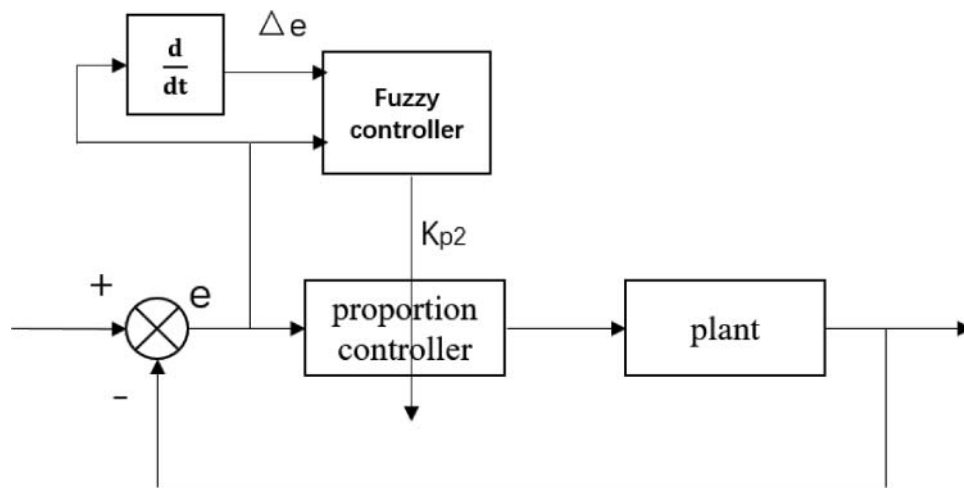 d
dt
△e
Fuzzy
controller
Kp2
+
e
proportion
controller
plant
-